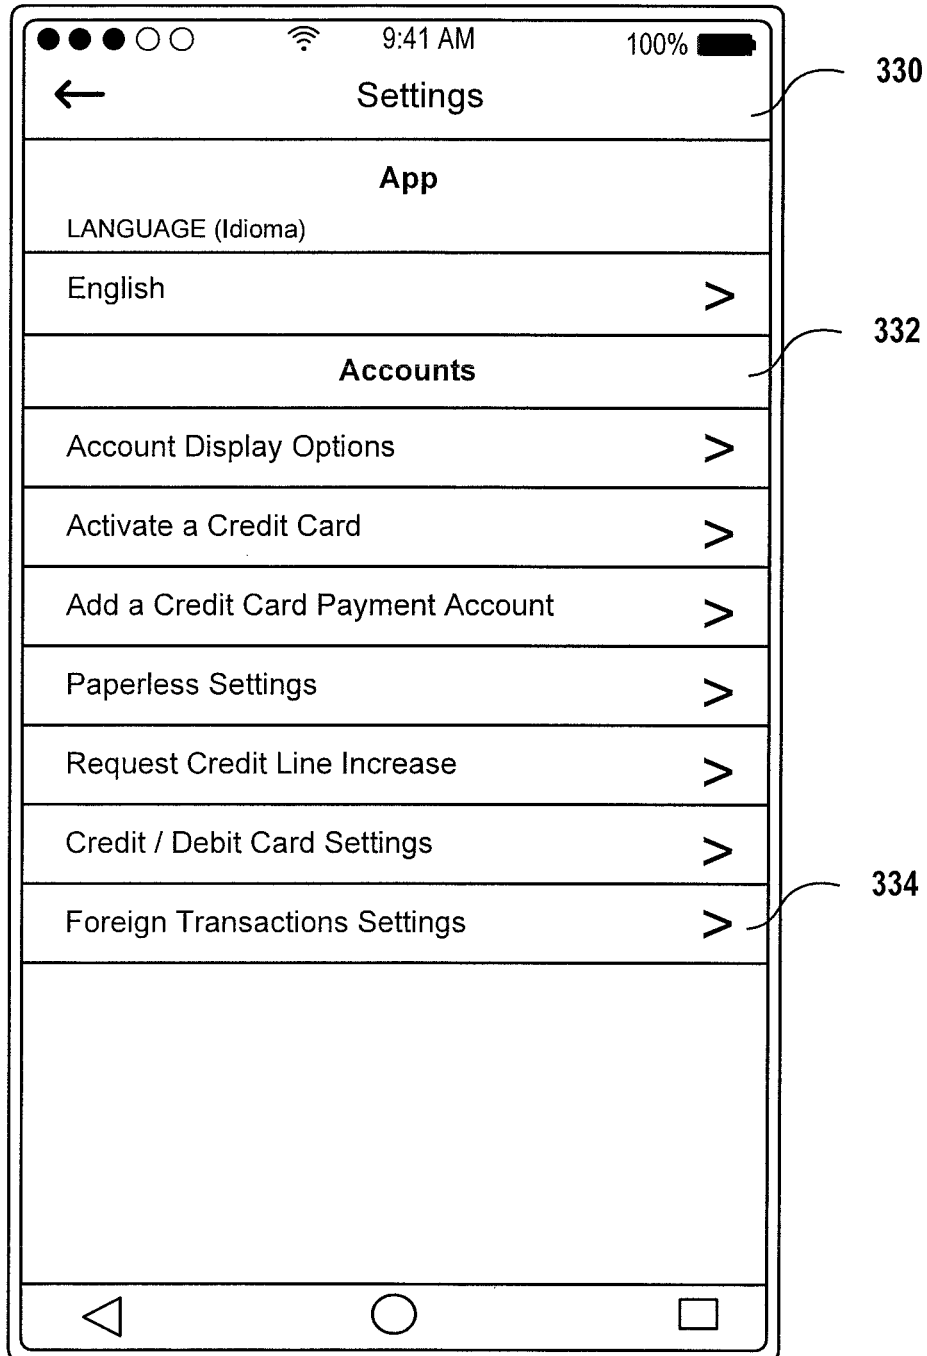 9:41 AM 100%
330
Settings
App
LANGUAGE (Idioma)
English >
332
Accounts
Account Display Options >
Activate a Credit Card >
Add a Credit Card Payment Account >
Paperless Settings >
Request Credit Line Increase >
Credit / Debit Card Settings >
334
Foreign Transactions Settings >